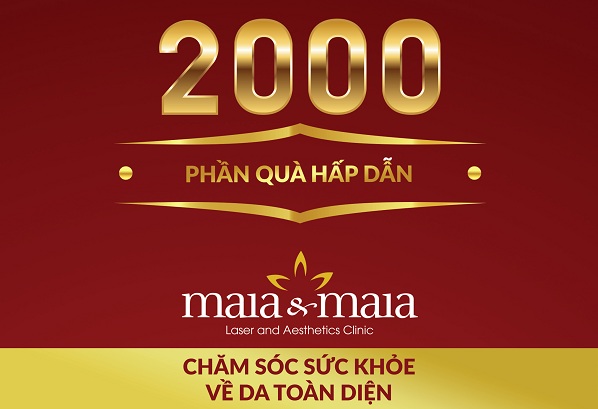 2000
PHẦN QUÀ HẤP DẪN
maia & maia
Laser and Aesthetics Clinic
CHĂM SÓC SỨC KHỎE
VỀ DA TOÀN DIỆN